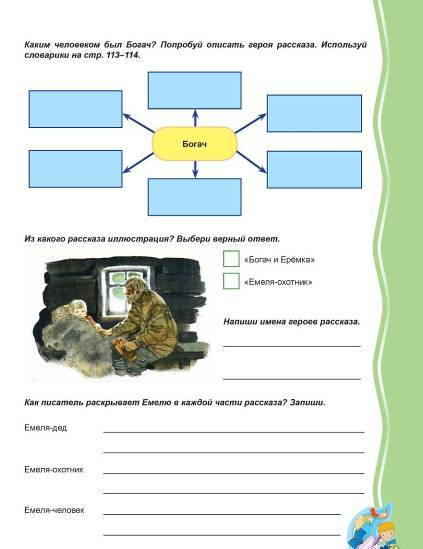 Каким человеком был Богач? Попробуй описать героя рассказа. Используй
словарики на стр. 113–114.
Богач
Из какого рассказа иллюстрация? Выбери верный ответ.
«Богач и Ерёмка»
«Емеля-охотник»
Напиши имена героев рассказа.
Как писатель раскрывает Емелю в каждой части рассказа? Запиши.
Емеля-дед
Емеля-охотник
Емеля-человек